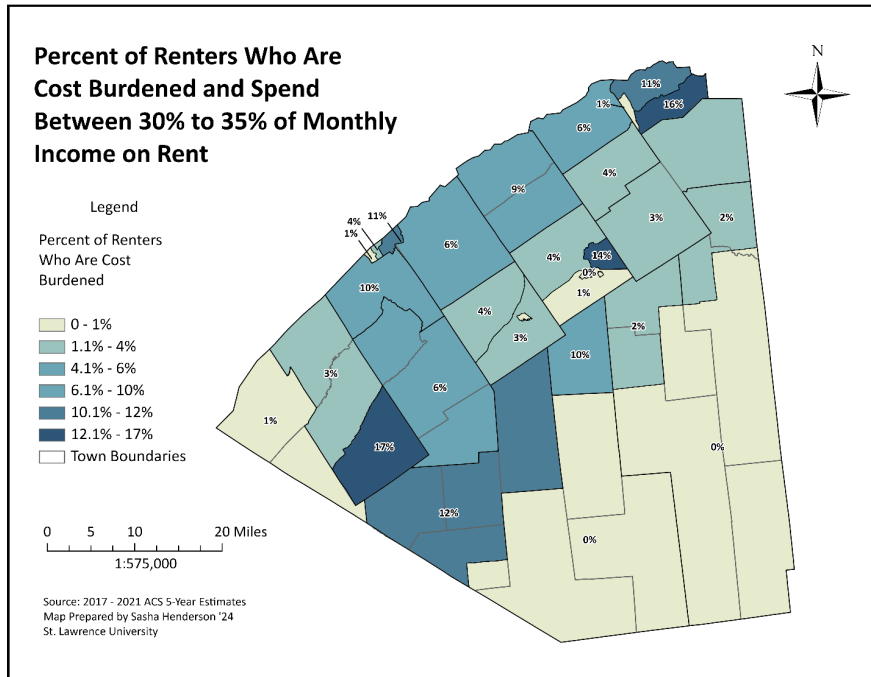 Percent of Renters Who Are
Cost Burdened and Spend
Between 30% to 35% of Monthly
Income on Rent
N
Legend
Percent of Renters
Who Are Cost
Burdened
0 - 1%
1.1% - 4%
4.1% - 6%
6.1% - 10%
10.1% - 12%
12.1% - 17%
Town Boundaries
11%
1%
16%
6%
4%
9%
3%
2%
4%
11%
1%
6%
4%
14%
0%
1%
10%
4%
3%
2%
10%
3%
6%
1%
17%
0%
12%
0%
0 5 10 20 Miles
1:575,000
Source: 2017 - 2021 ACS 5-Year Estimates
Map Prepared by Sasha Henderson '24
St. Lawrence University